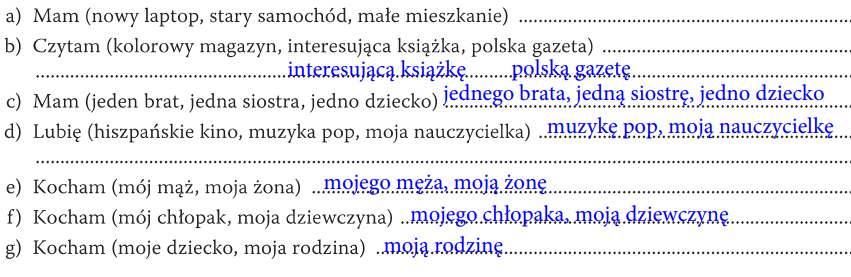 a) Mam (nowy laptop, stary samochód, małe mieszkanie) ....................
b) Czytam (kolorowy magazyn, interesująca książka, polska gazeta) ....................
interesującą książkę polską gazetę
c) Mam (jeden brat, jedna siostra, jedno dziecko) jednego brata, jedną siostrę, jedno dziecko
d) Lubię (hiszpańskie kino, muzyka pop, moja nauczycielka) muzykę pop, moją nauczycielkę
....................
e) Kocham (mój mąż, moja żona) mojego męża, moją żonę
f) Kocham (mój chłopak, moja dziewczyna) mojego chłopaka, moją dziewczynę
g) Kocham (moje dziecko, moja rodzina) moją rodzinę